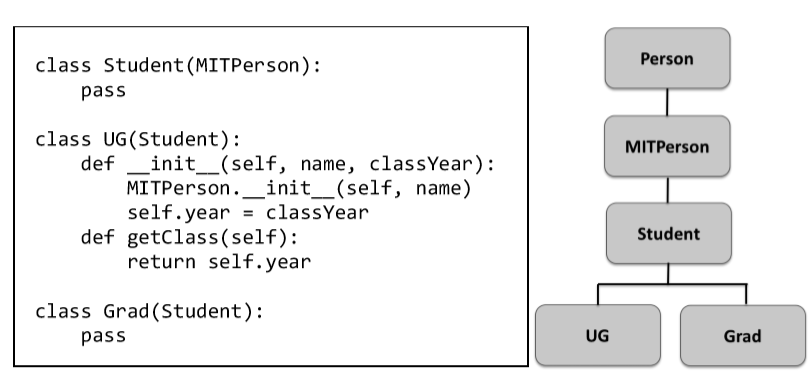 class Student(MITPerson):
    pass
class UG(Student):
    def __init__(self, name, classYear):
        MITPerson.__init__(self, name)
        self.year = classYear
    def getClass(self):
        return self.year
class Grad(Student):
    pass
Person
MITPerson
Student
UG
Grad